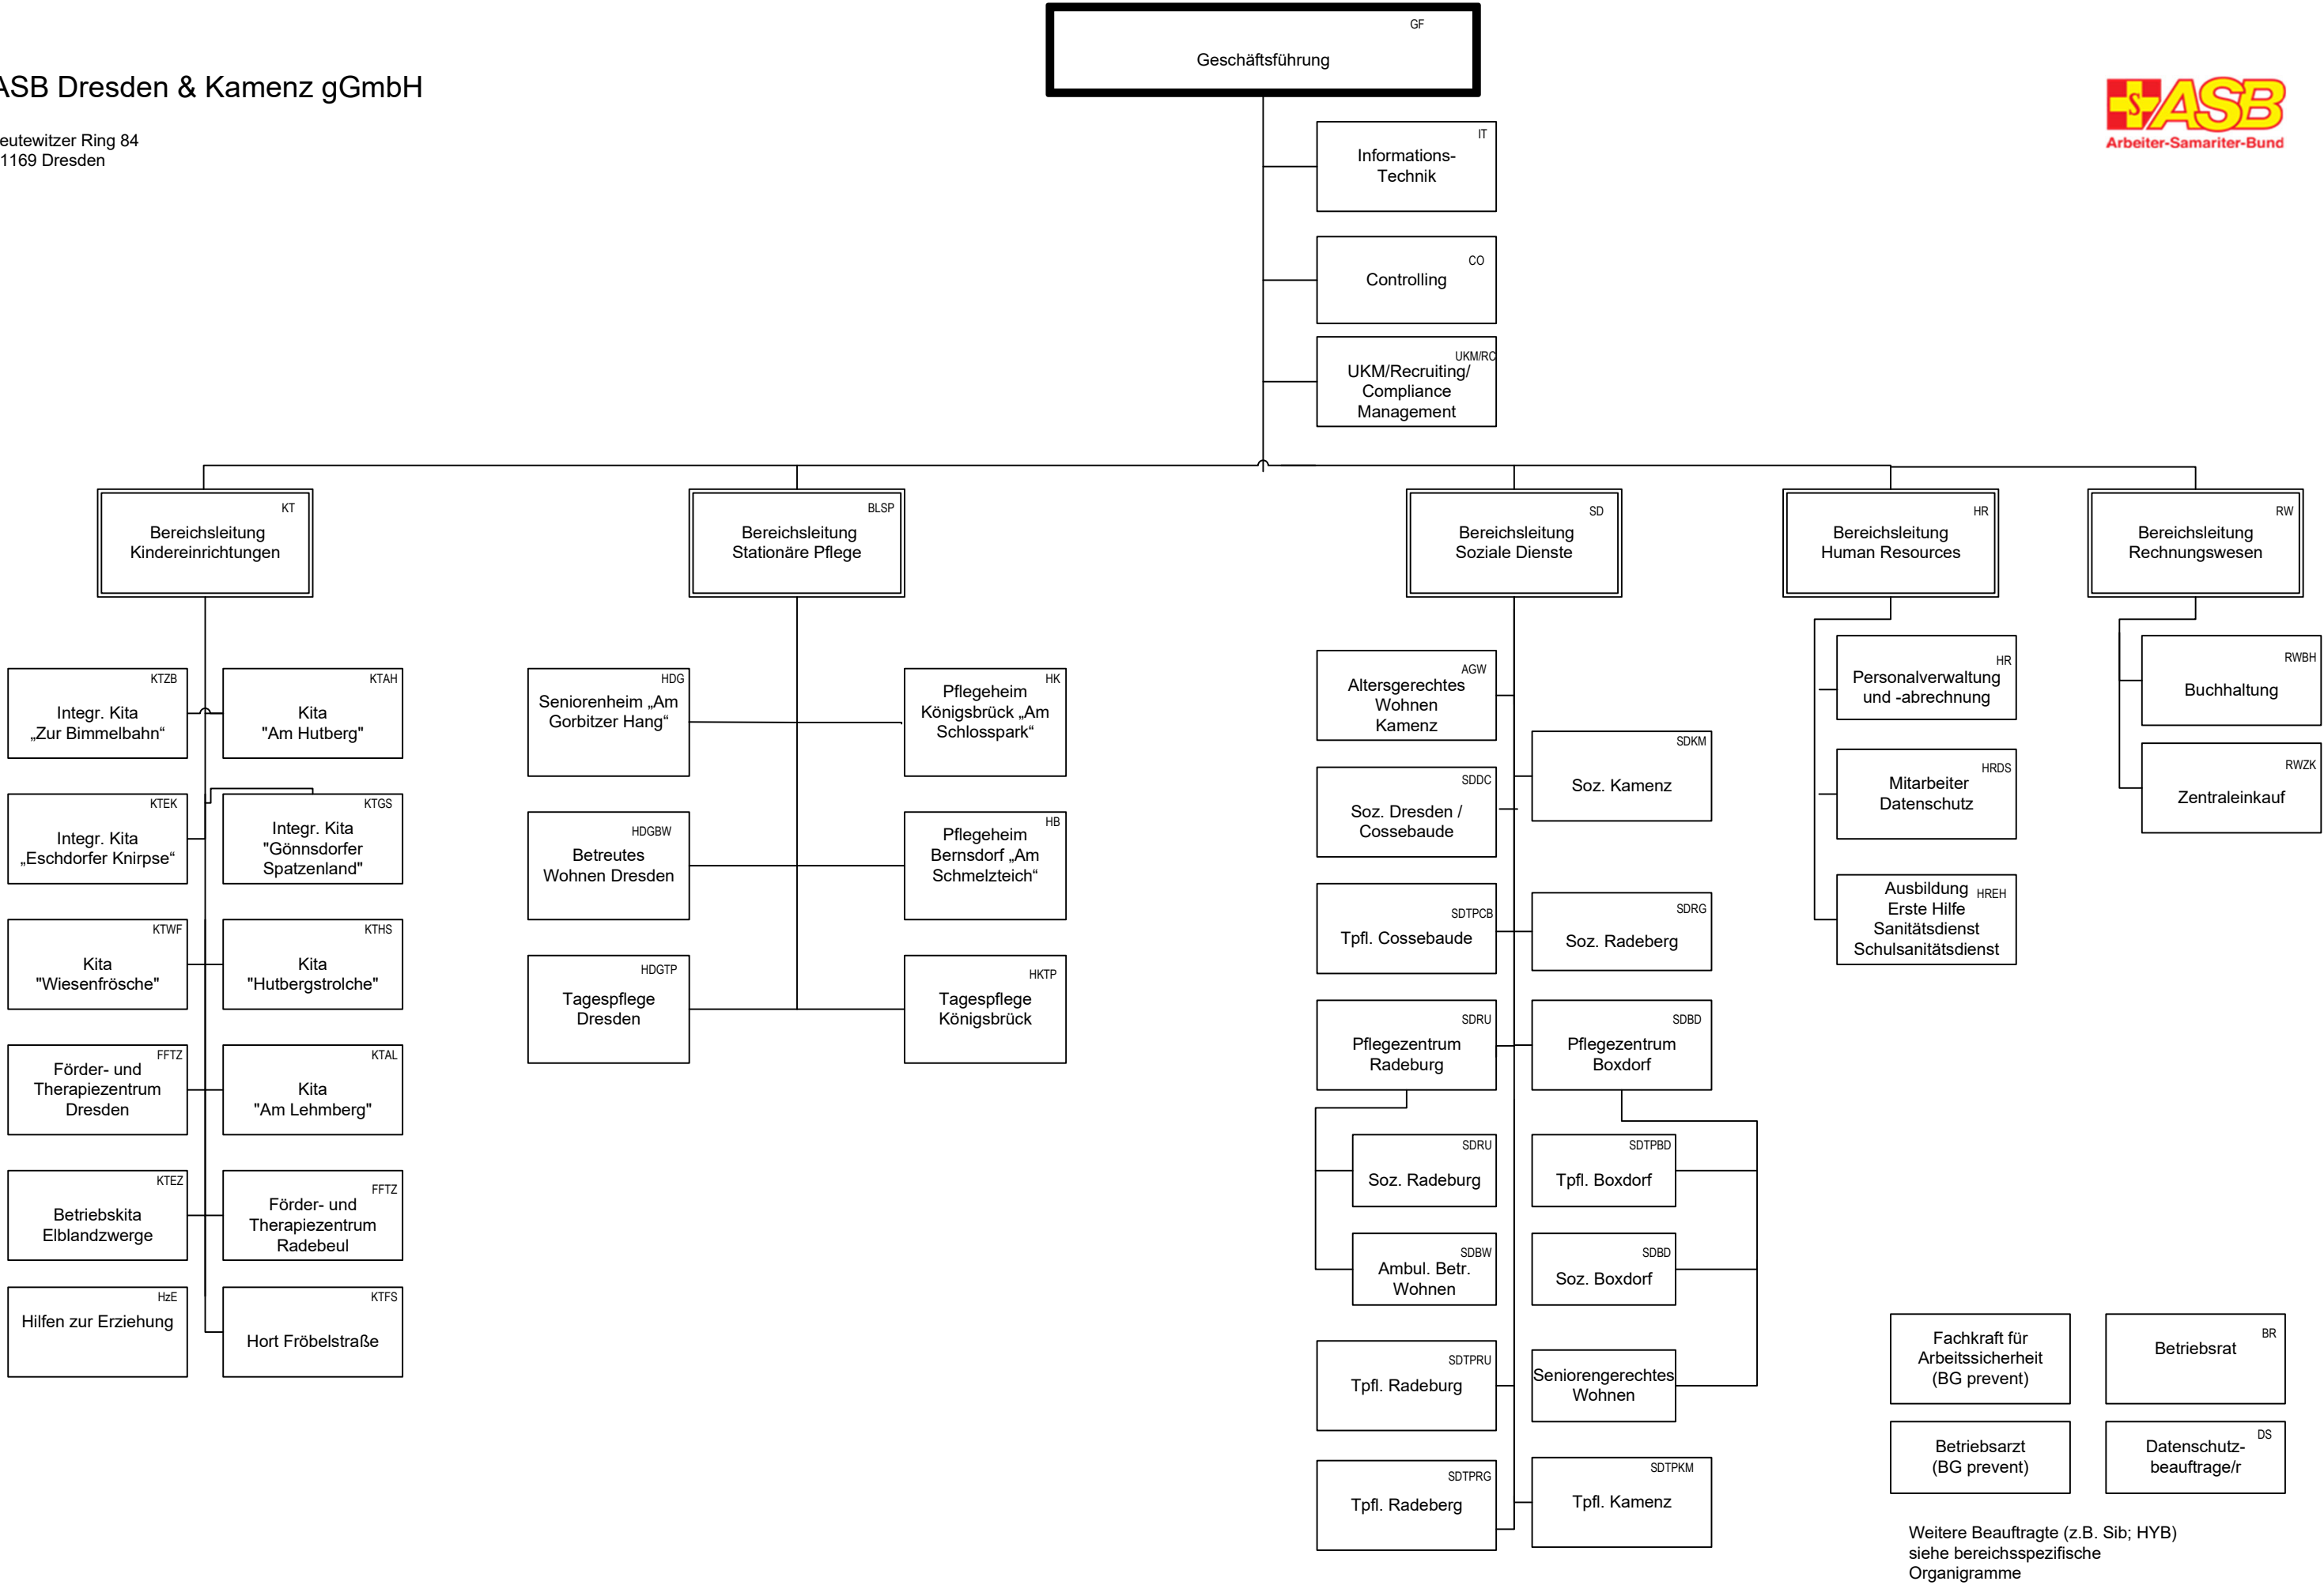 GF
Geschäftsführung
ASB Dresden & Kamenz gGmbH
eutewitzer Ring 84
1169 Dresden
S ASB
Arbeiter-Samariter-Bund
IT
Informations-
Technik
CO
Controlling
UKM/RC
UKM/Recruiting/
Compliance
Management
KT
Bereichsleitung
Kindereinrichtungen
BLSP
Bereichsleitung
Stationäre Pflege
SD
Bereichsleitung
Soziale Dienste
HR
Bereichsleitung
Human Resources
RW
Bereichsleitung
Rechnungswesen
KTZB
Integr. Kita
„Zur Bimmelbahn“
KTAH
Kita
"Am Hutberg"
KTEK
Integr. Kita
„Eschdorfer Knirpse“
KTGS
Integr. Kita
"Gönnsdorfer
Spatzenland"
KTWF
Kita
"Wiesenfrösche"
KTHS
Kita
"Hutbergstrolche"
FFTZ
Förder- und
Therapiezentrum
Dresden
KTAL
Kita
"Am Lehmberg"
KTEZ
Betriebskita
Elblandzwerge
FFTZ
Förder- und
Therapiezentrum
Radebeul
HzE
Hilfen zur Erziehung
KTFS
Hort Fröbelstraße
HDG
Seniorenheim „Am
Gorbitzer Hang“
HK
Pflegeheim
Königsbrück „Am
Schlosspark“
HDGBW
Betreutes
Wohnen Dresden
HB
Pflegeheim
Bernsdorf „Am
Schmelzteich“
HDGTP
Tagespflege
Dresden
HKTP
Tagespflege
Königsbrück
AGW
Altersgerechtes
Wohnen
Kamenz
SDKM
Soz. Kamenz
SDDC
Soz. Dresden /
Cossebaude
SDTPCB
Tpfl. Cossebaude
SDRG
Soz. Radeberg
SDRU
Pflegezentrum
Radeburg
SDBD
Pflegezentrum
Boxdorf
SDRU
Soz. Radeburg
SDTPBD
Tpfl. Boxdorf
SDBW
Ambul. Betr.
Wohnen
SDBD
Soz. Boxdorf
SDTPRU
Tpfl. Radeburg
Seniorengerechtes
Wohnen
SDTPRG
Tpfl. Radeberg
SDTPKM
Tpfl. Kamenz
HR
Personalverwaltung
und -abrechnung
HRDS
Mitarbeiter
Datenschutz
Ausbildung HREH
Erste Hilfe
Sanitätsdienst
Schulsanitätsdienst
RWBH
Buchhaltung
RWZK
Zentraleinkauf
Fachkraft für
Arbeitssicherheit
(BG prevent)
BR
Betriebsrat
Betriebsarzt
(BG prevent)
DS
Datenschutz-
beauftrage/r
Weitere Beauftragte (z.B. Sib; HYB)
siehe bereichsspezifische
Organigramme